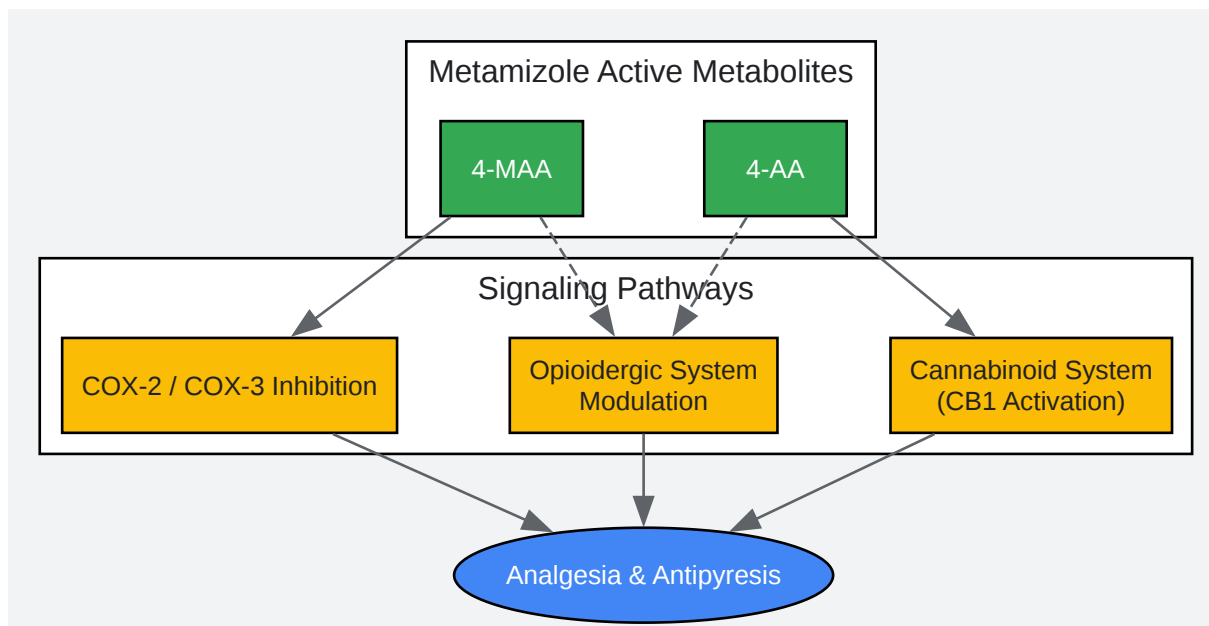 Metamizole Active Metabolites
4-MAA
4-AA
Signaling Pathways
COX-2 / COX-3 Inhibition
Opioidergic System
Modulation
Cannabinoid System
(CB1 Activation)
Analgesia & Antipyresis